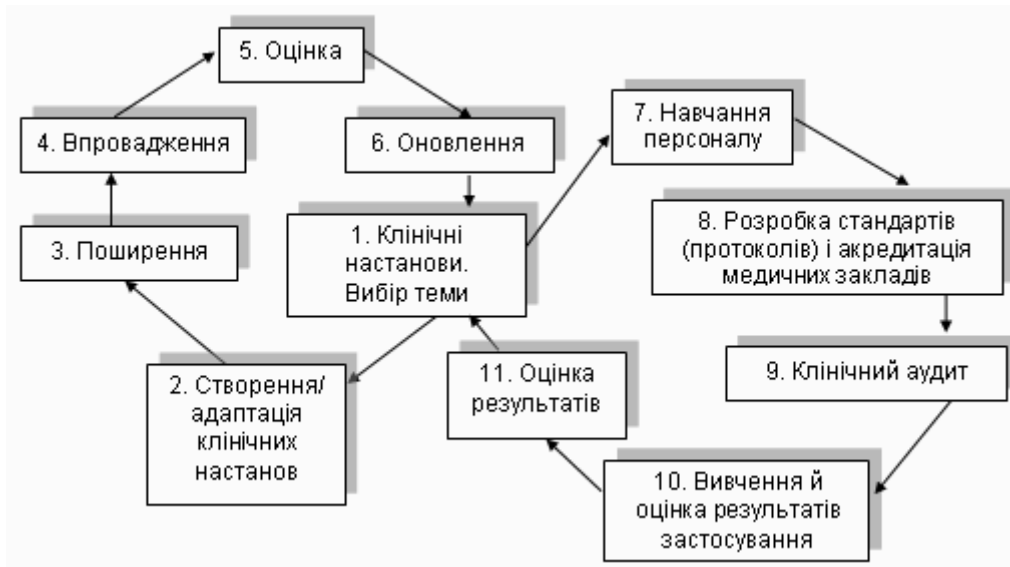 5. Оцінка
4. Впровадження
6. Оновлення
7. Навчання
персоналу
3. Поширення
1. Клінічні
настанови.
Вибір теми
8. Розробка стандартів
(протоколів) і акредитація
медичних закладів
2. Створення/
адаптація
клінічних
настанов
11. Оцінка
результатів
9. Клінічний аудит
10. Вивчення й
оцінка результатів
застосування